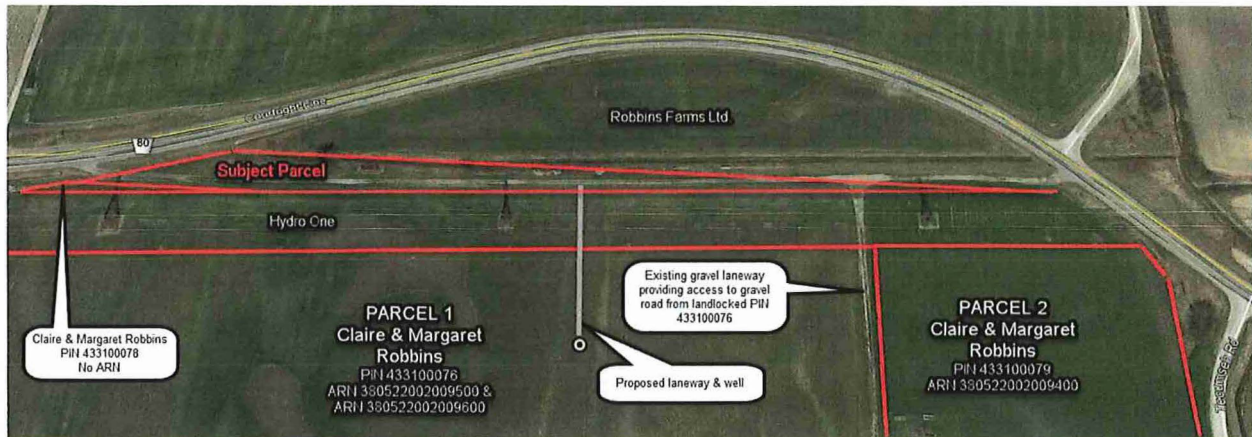 80
Robbins Farms Ltd.
Subject Parcel
Hydro One
Claire & Margaret Robbins
PIN 433100078
No ARN
PARCEL 1
Claire & Margaret
Robbins
PIN 433100076
ARN 380522002009500 &
ARN 380522002009600
Proposed laneway & well
Existing gravel laneway
providing access to gravel
road from landlocked PIN
433100076
PARCEL 2
Claire & Margaret
Robbins
PIN 433100079
ARN 380522002009400
Tecumseh Rd